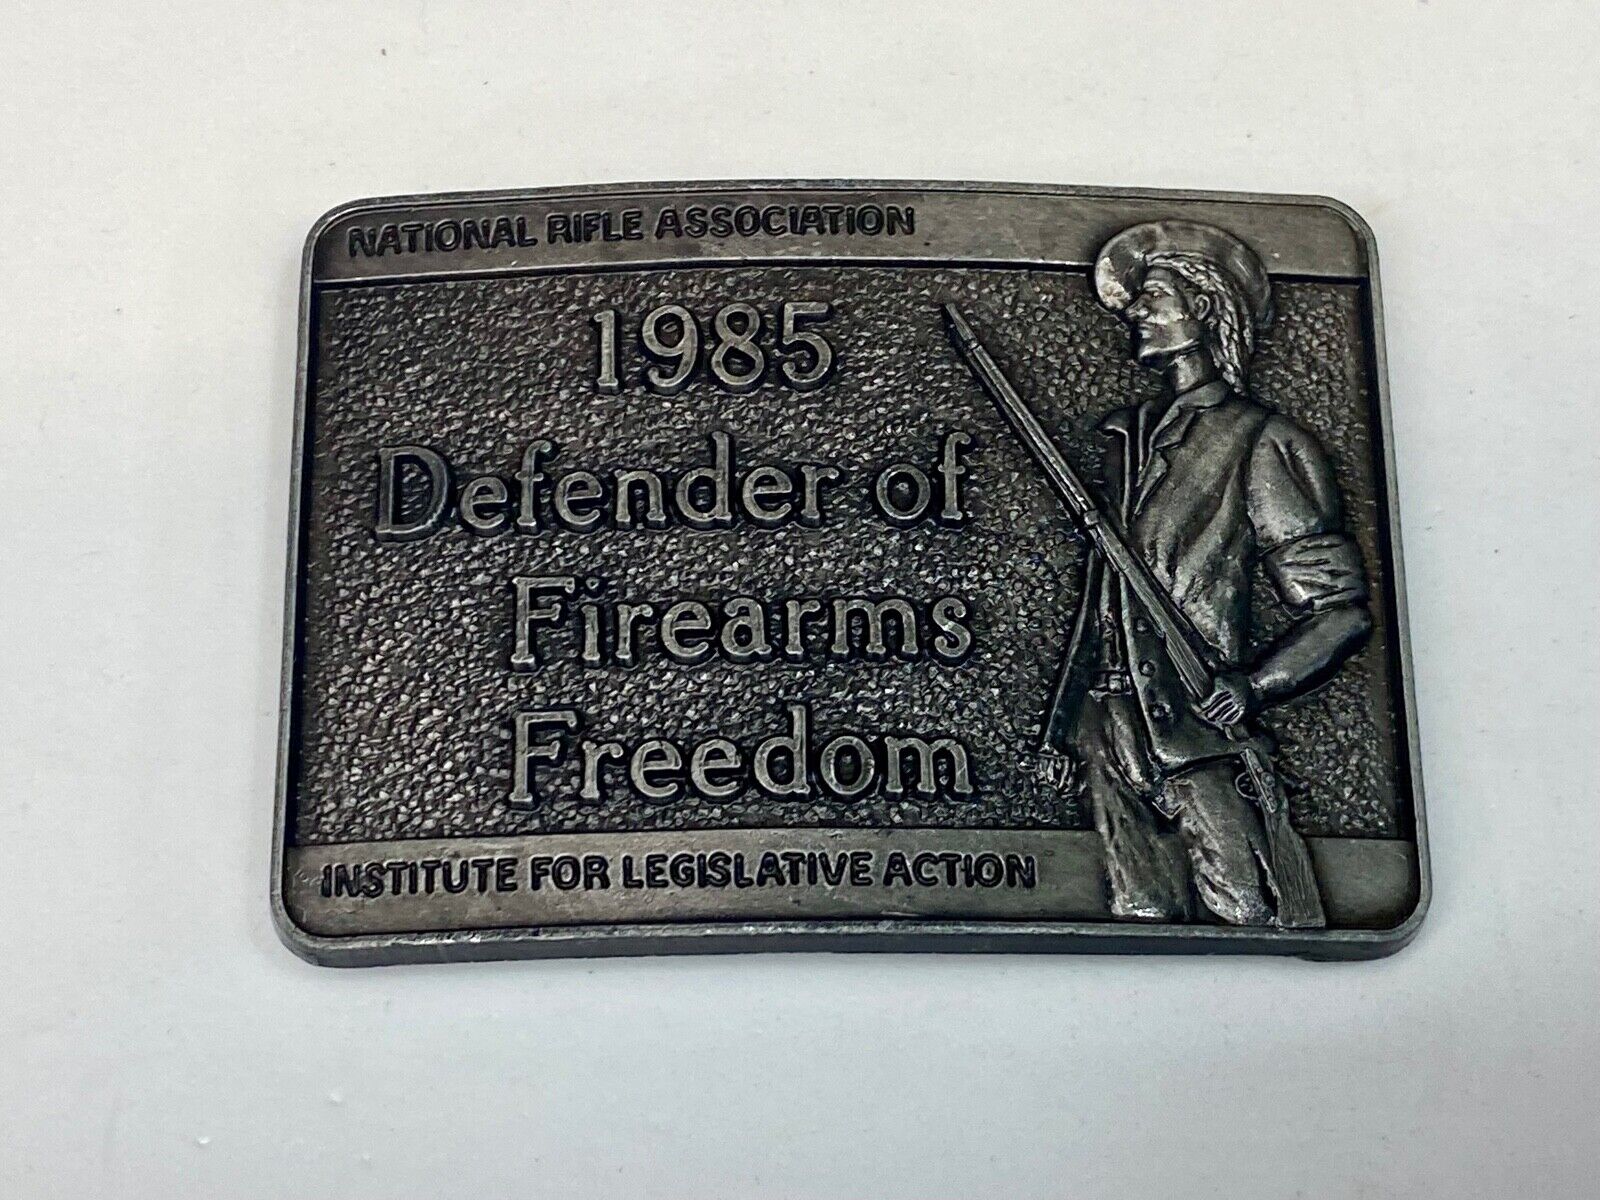 NATIONAL RIFLE ASSOCIATION
1985
Defender of
Firearms
Freedom
INSTITUTE FOR LEGISLATIVE ACTION